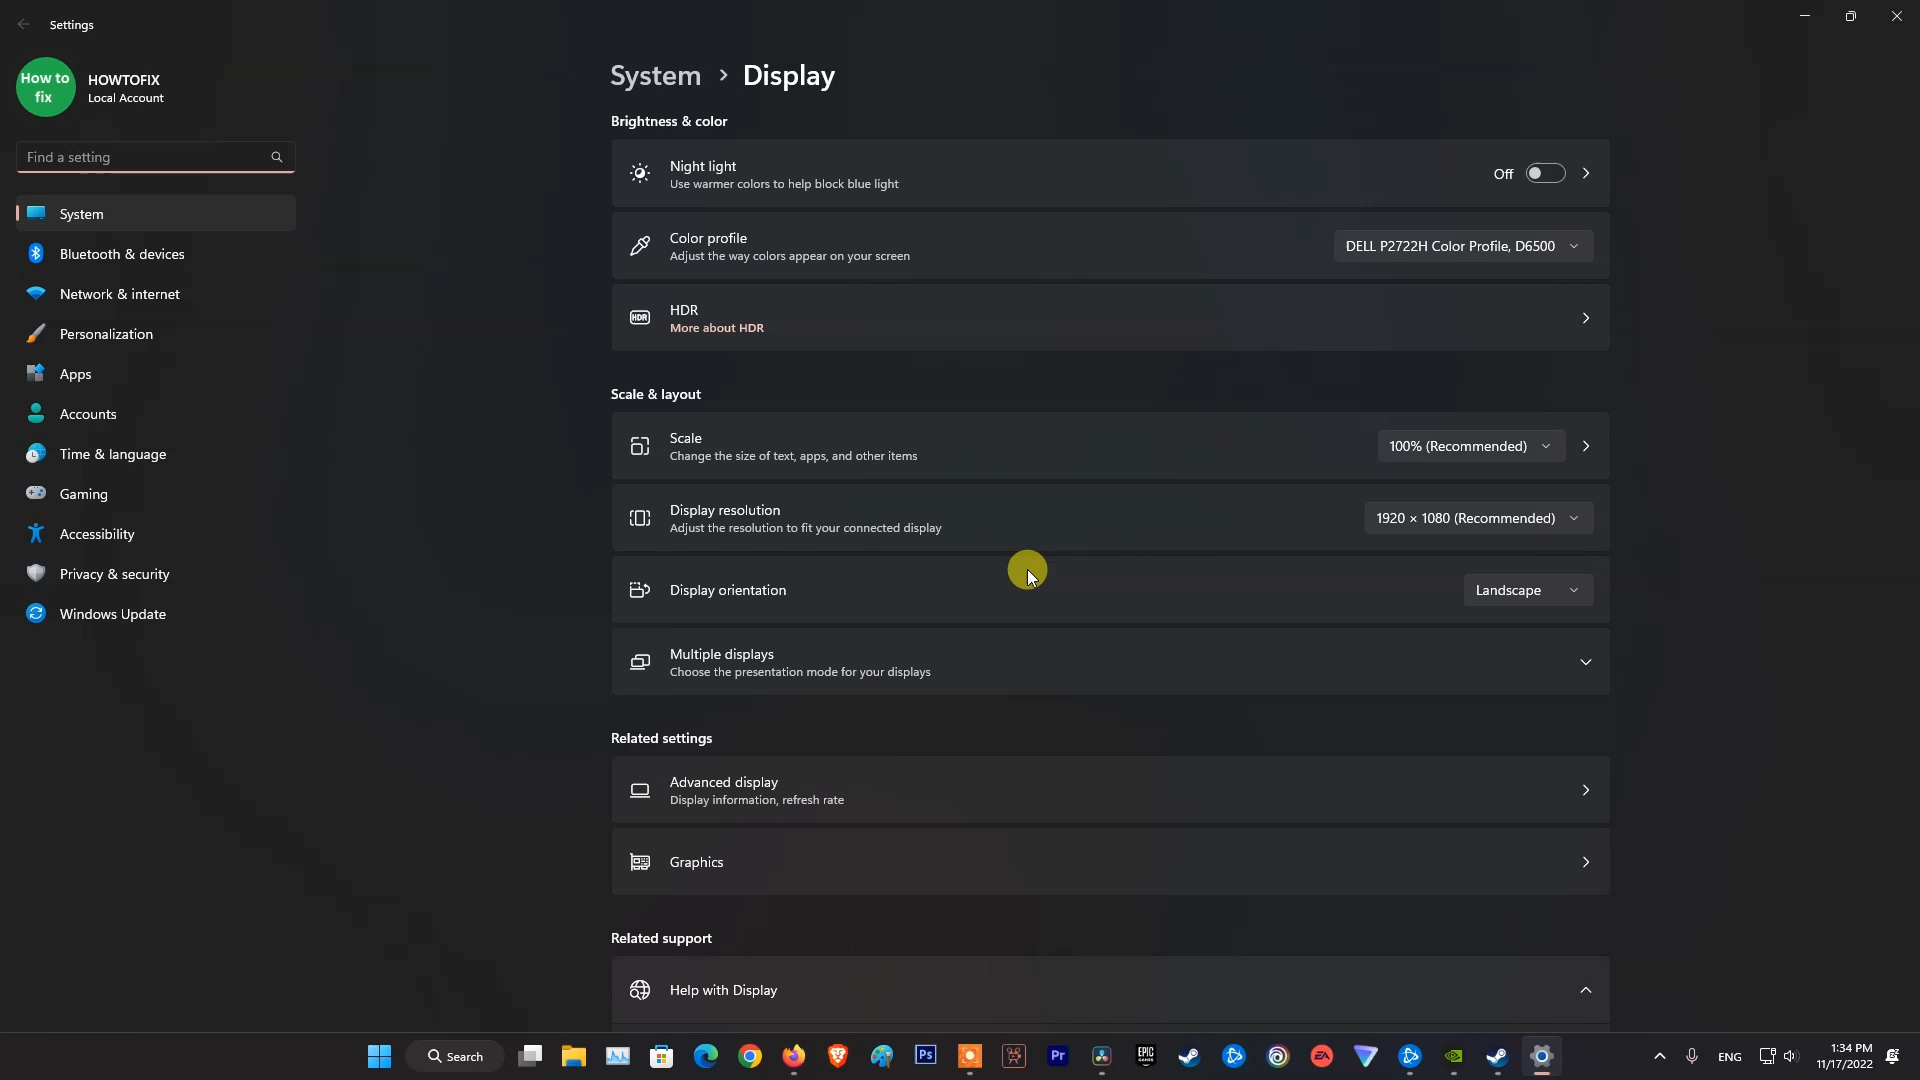 Settings
How to
fix
HOWTOFIX
Local Account
Find a setting
System
Bluetooth & devices
Network & internet
Personalization
Apps
Accounts
Time & language
Gaming
Accessibility
Privacy & security
Windows Update
System > Display
Brightness & color
Night light
Use warmer colors to help block blue light
Off
Color profile
Adjust the way colors appear on your screen
DELL P2722H Color Profile, D6500
HDR
HDR
More about HDR
Scale & layout
Scale
Change the size of text, apps, and other items
100% (Recommended)
Display resolution
Adjust the resolution to fit your connected display
1920 × 1080 (Recommended)
Display orientation
Landscape
Multiple displays
Choose the presentation mode for your displays
Related settings
Advanced display
Display information, refresh rate
Graphics
Related support
Help with Display
Search
Ps
Pr
EPIC
GAMES
EA
ENG
1:34 PM
11/17/2022